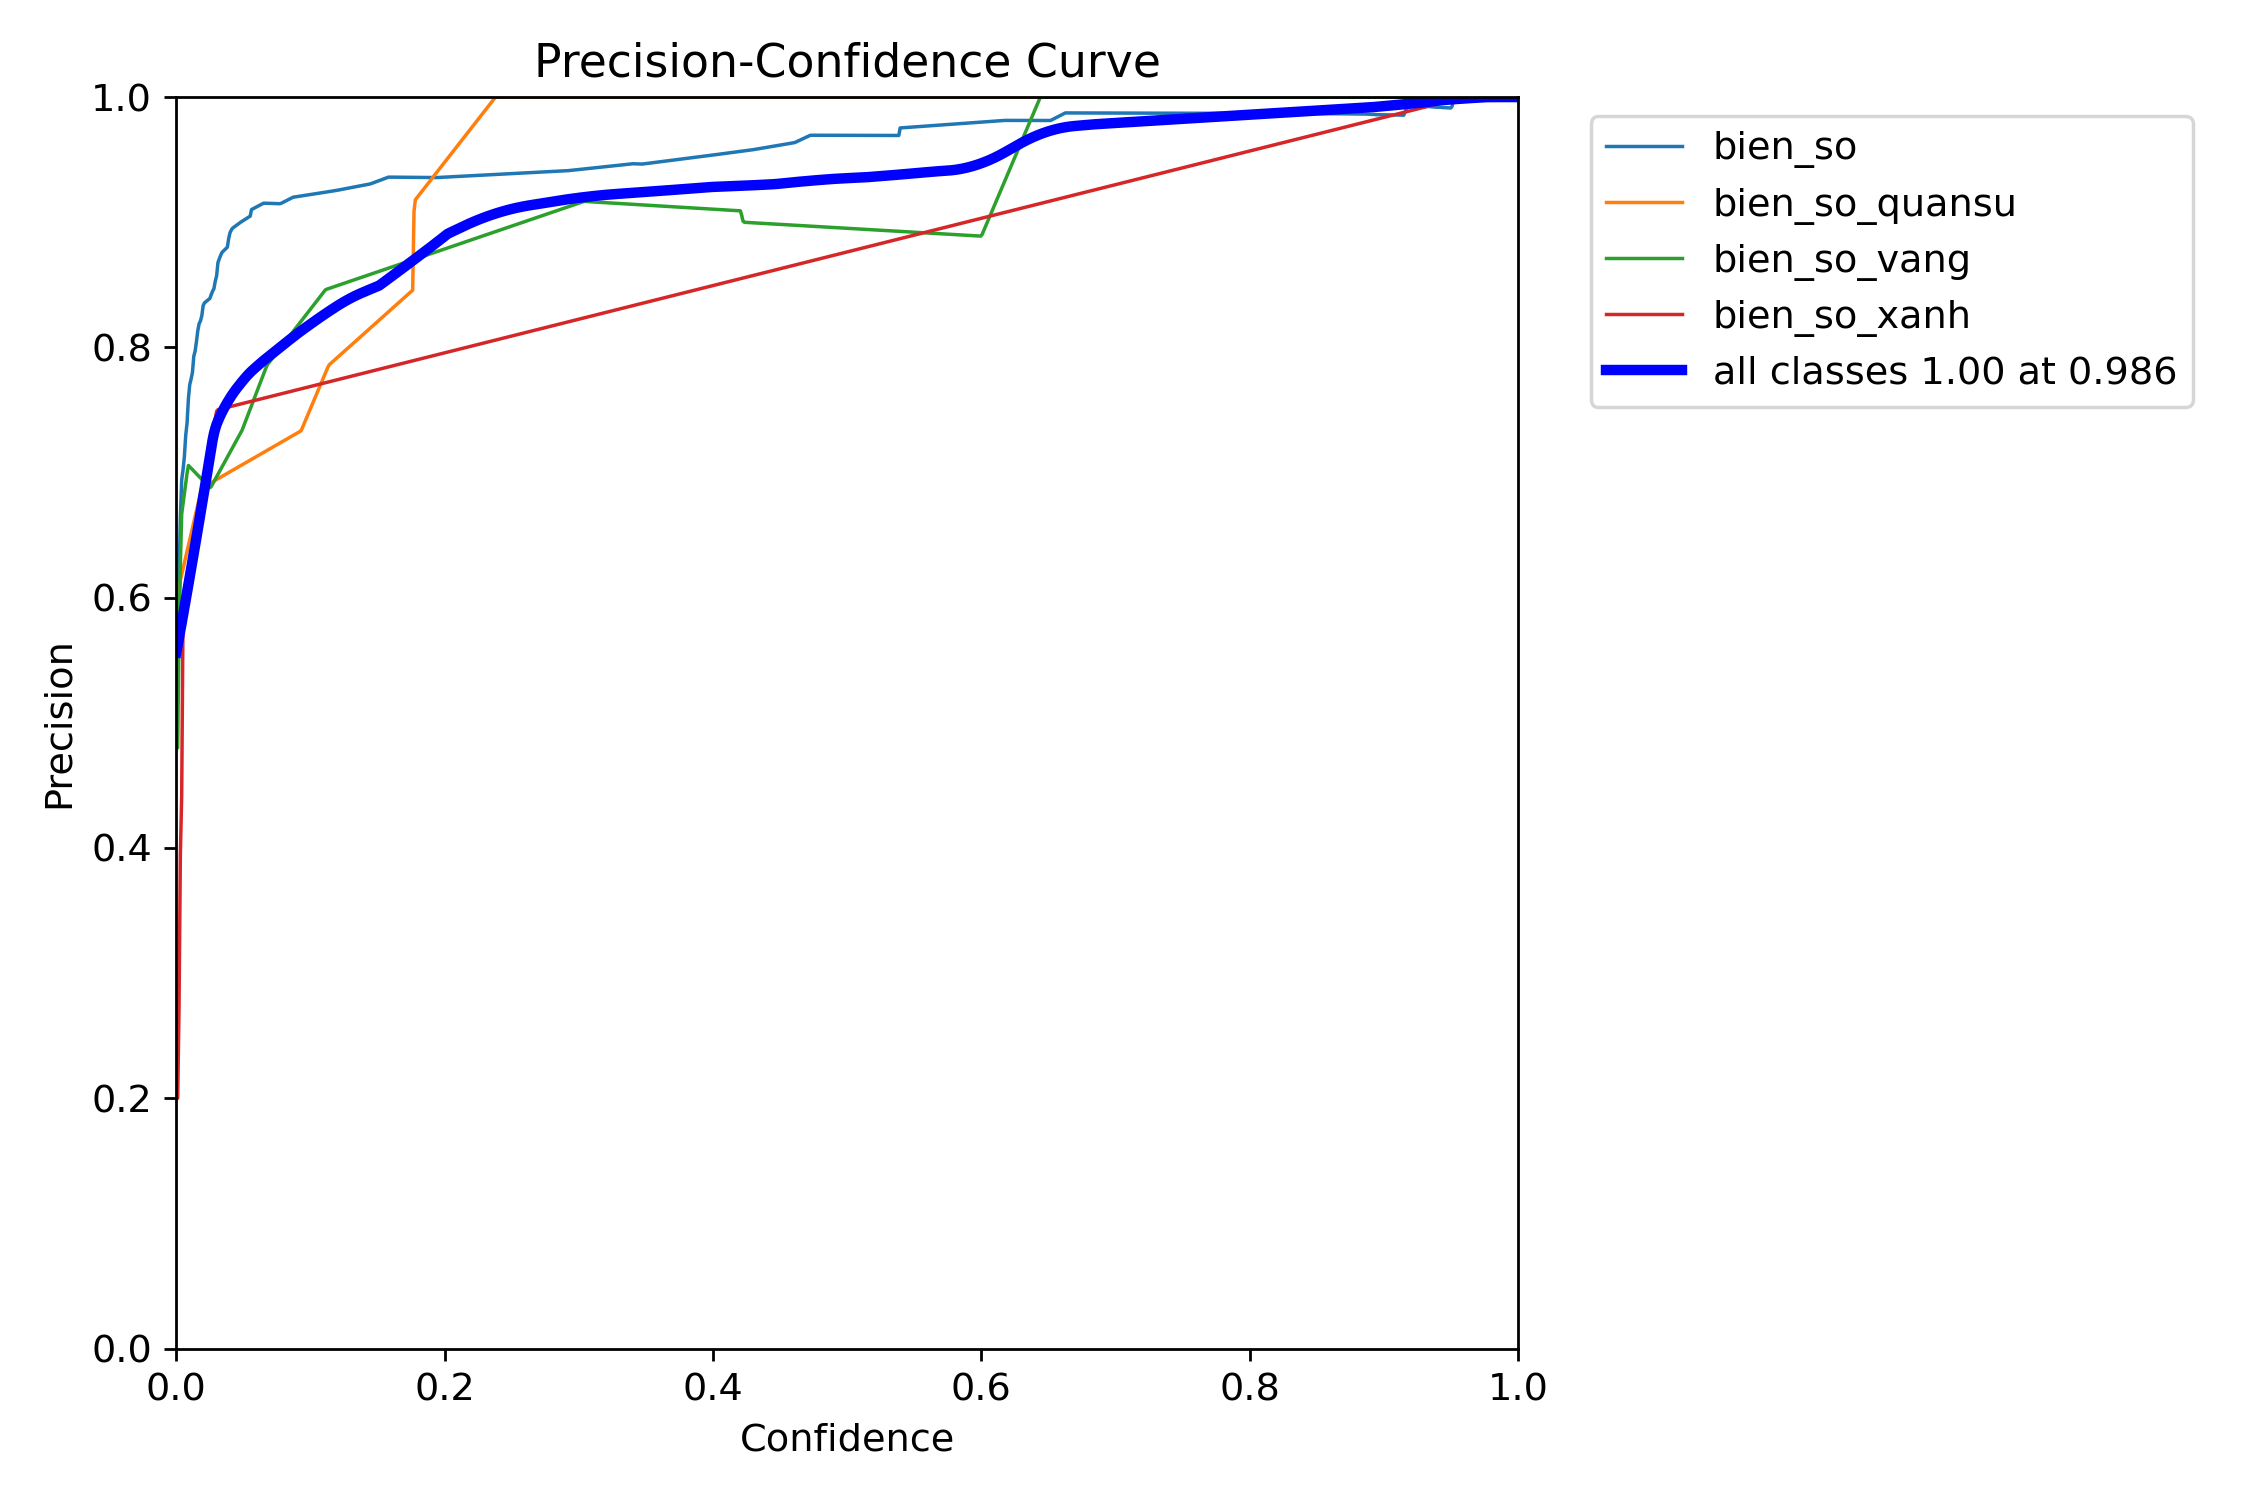 Precision-Confidence Curve
1.0
0.8
0.6
0.4
0.2
0.0
Precision
0.0 0.2 0.4 0.6 0.8 1.0
Confidence
bien_so
bien_so_quansu
bien_so_vang
bien_so_xanh
all classes 1.00 at 0.986